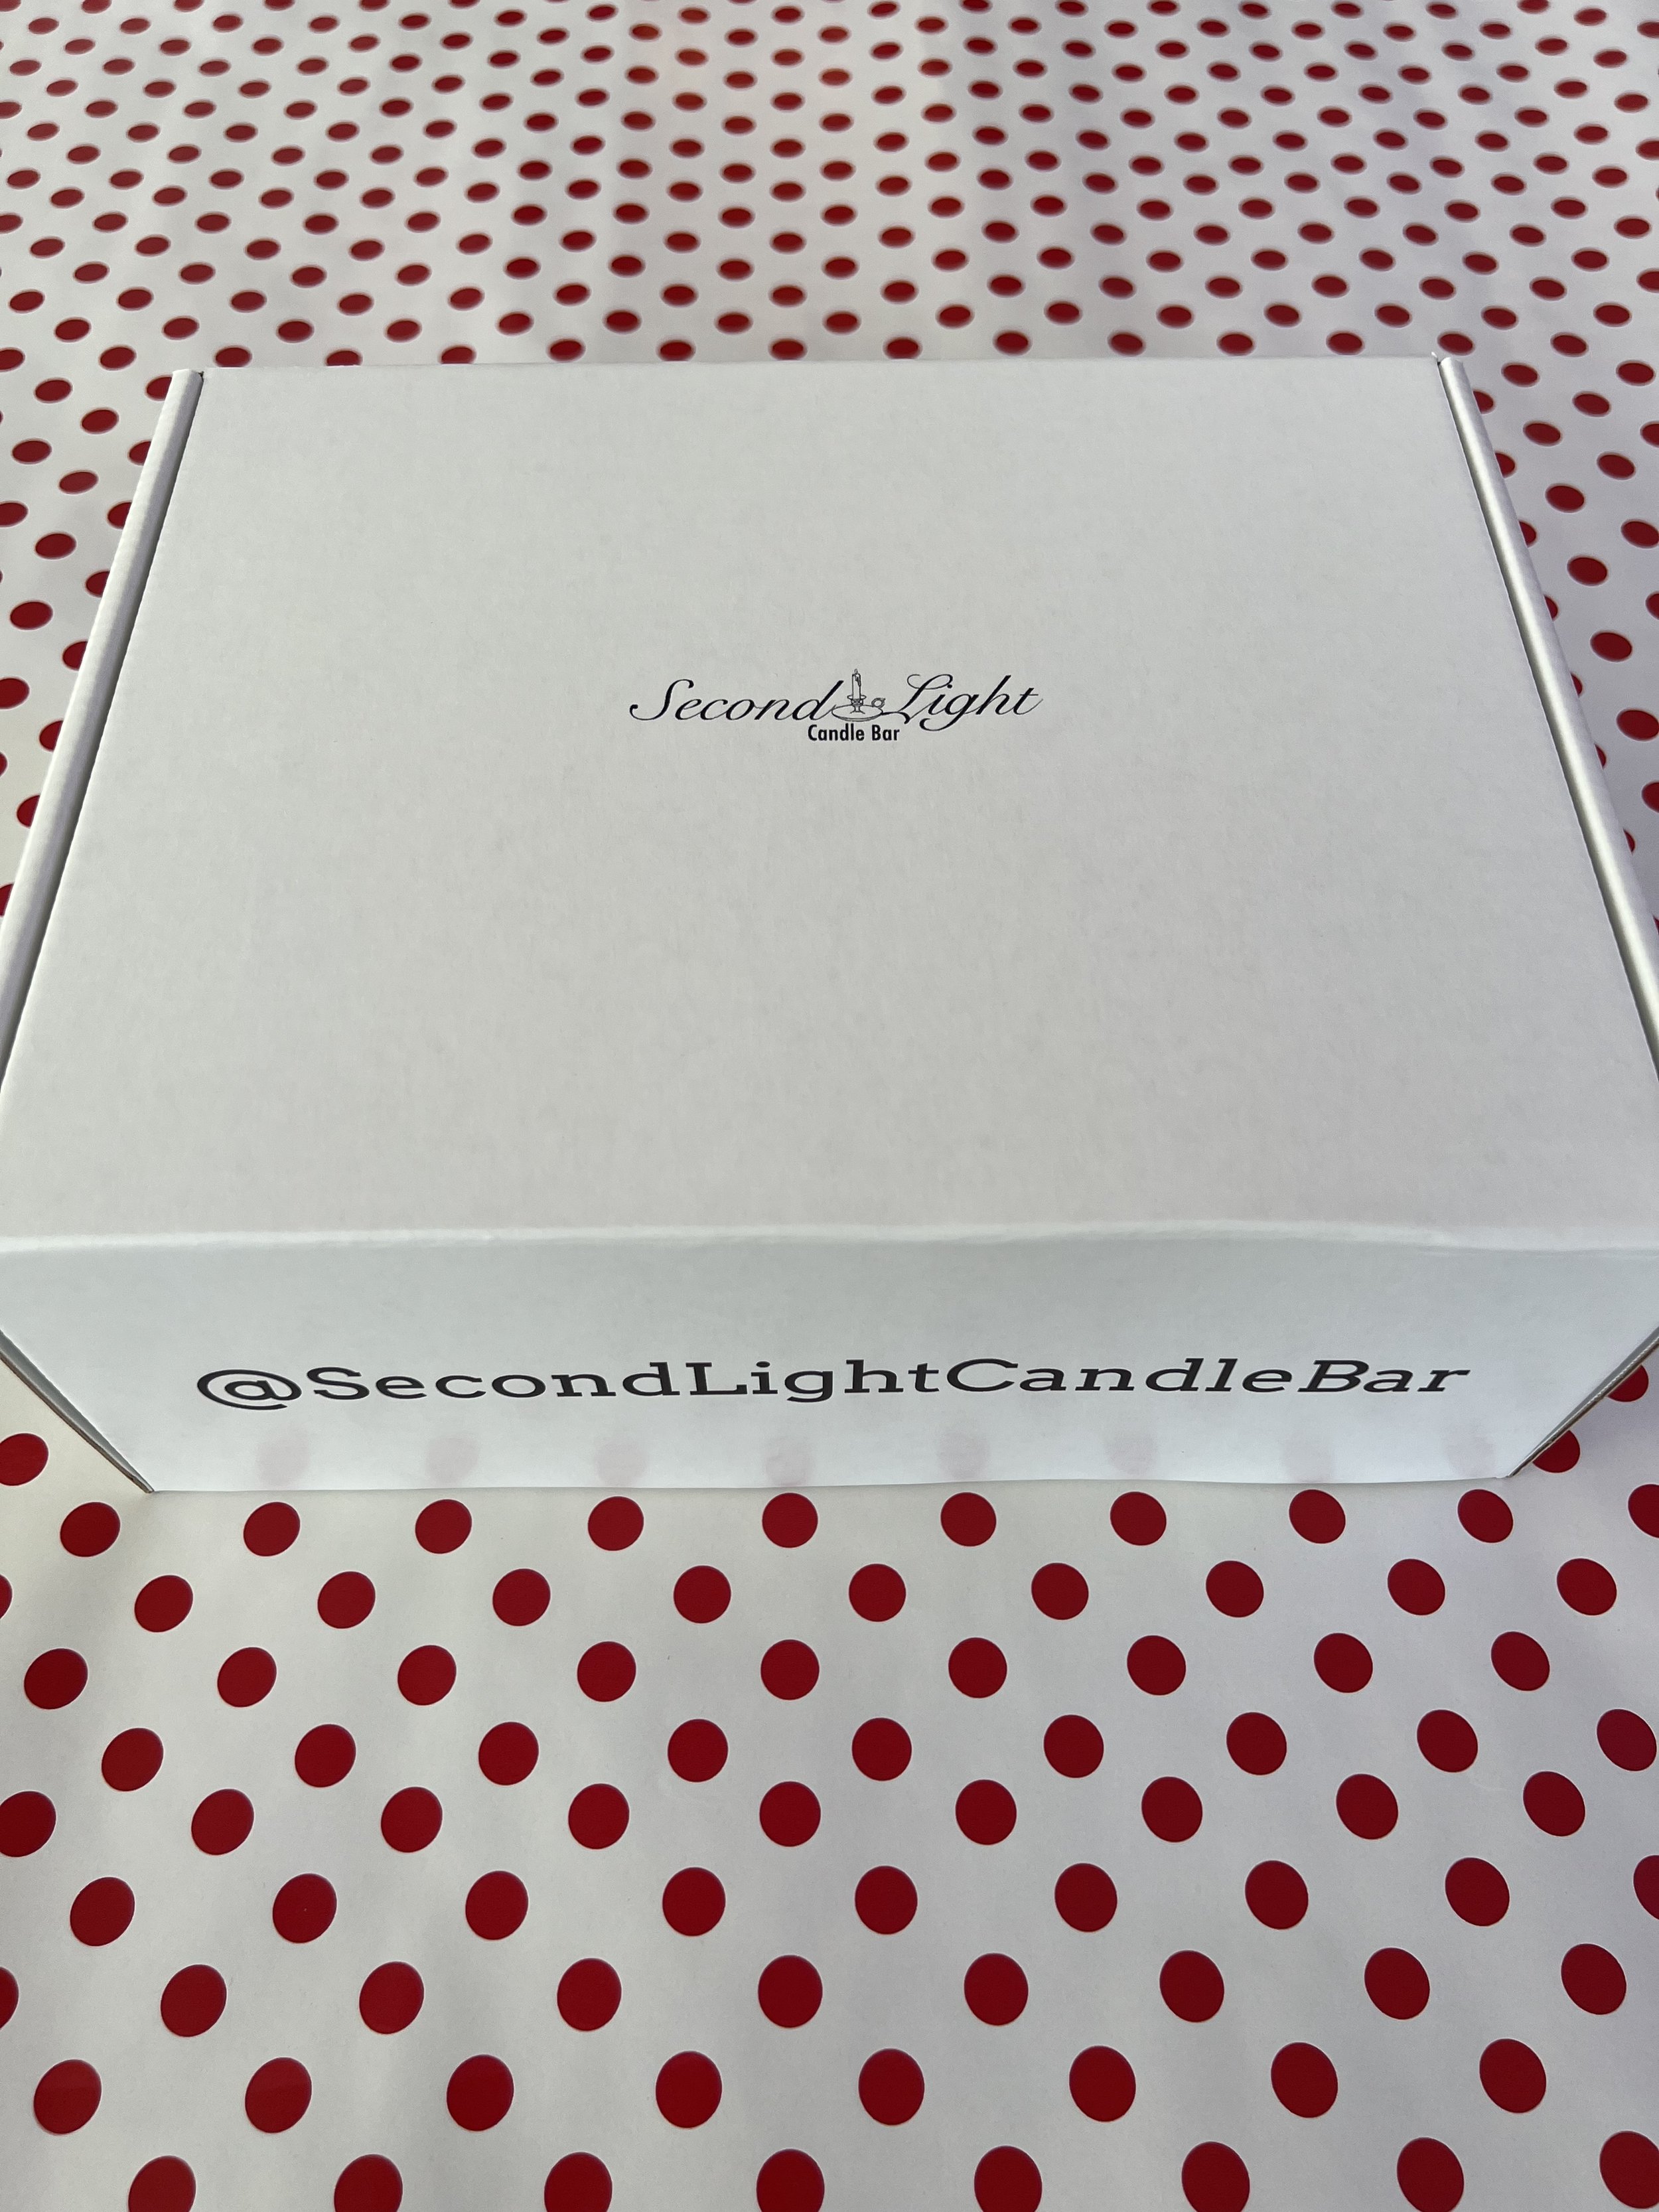 Second Light
Candle Bar
@SecondLightCandleBar